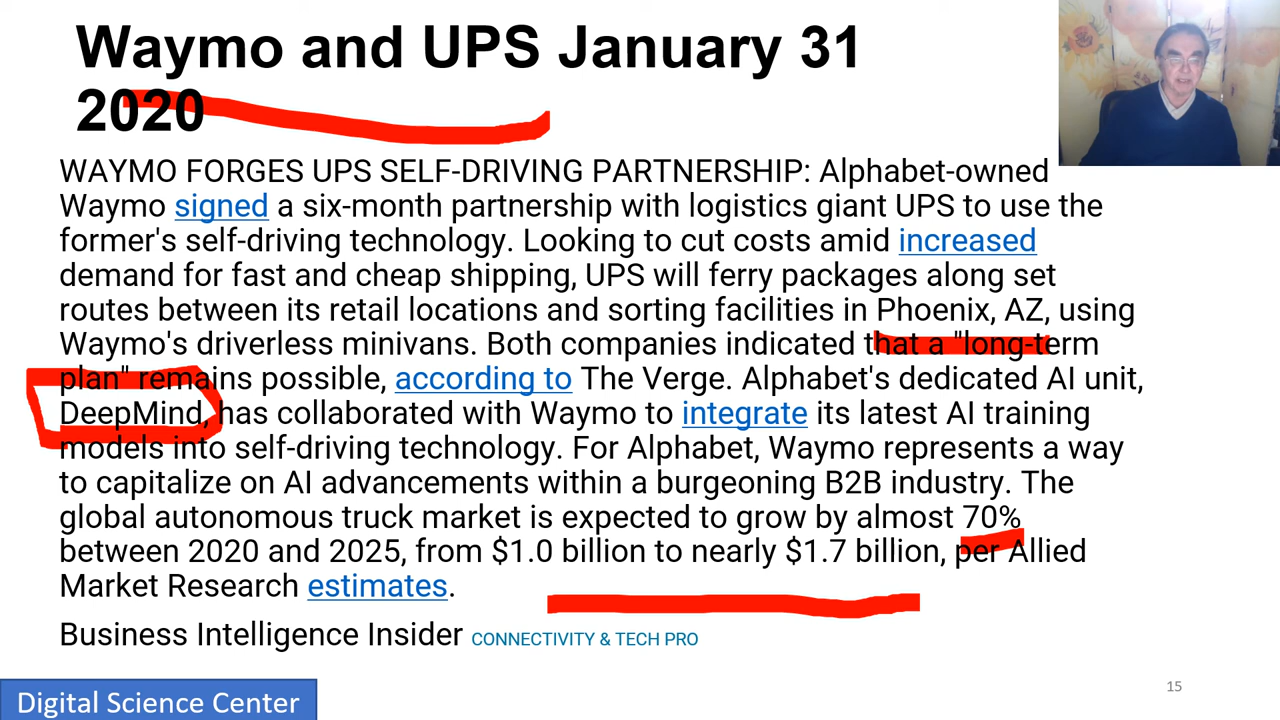 Waymo and UPS January 31
2020
WAYMO FORGES UPS SELF-DRIVING PARTNERSHIP: Alphabet-owned
Waymo signed a six-month partnership with logistics giant UPS to use the
former's self-driving technology. Looking to cut costs amid increased
demand for fast and cheap shipping, UPS will ferry packages along set
routes between its retail locations and sorting facilities in Phoenix, AZ, using
Waymo's driverless minivans. Both companies indicated that a "long-term
plan" remains possible, according to The Verge. Alphabet's dedicated AI unit,
DeepMind, has collaborated with Waymo to integrate its latest AI training
models into self-driving technology. For Alphabet, Waymo represents a way
to capitalize on AI advancements within a burgeoning B2B industry. The
global autonomous truck market is expected to grow by almost 70%
between 2020 and 2025, from $1.0 billion to nearly $1.7 billion, per Allied
Market Research estimates.
Business Intelligence Insider CONNECTIVITY & TECH PRO
15
Digital Science Center